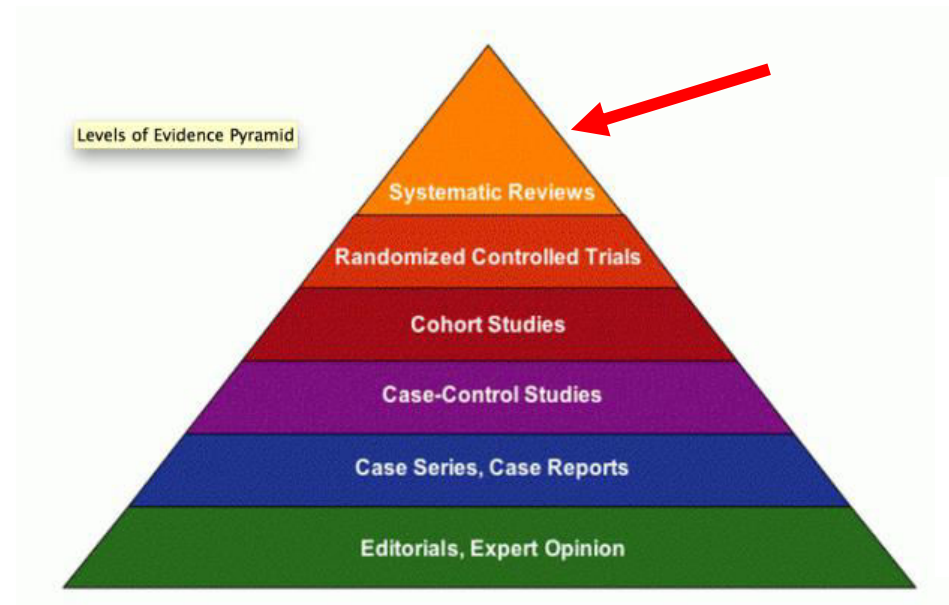 Levels of Evidence Pyramid
Systematic Reviews
Randomized Controlled Trials
Cohort Studies
Case-Control Studies
Case Series, Case Reports
Editorials, Expert Opinion